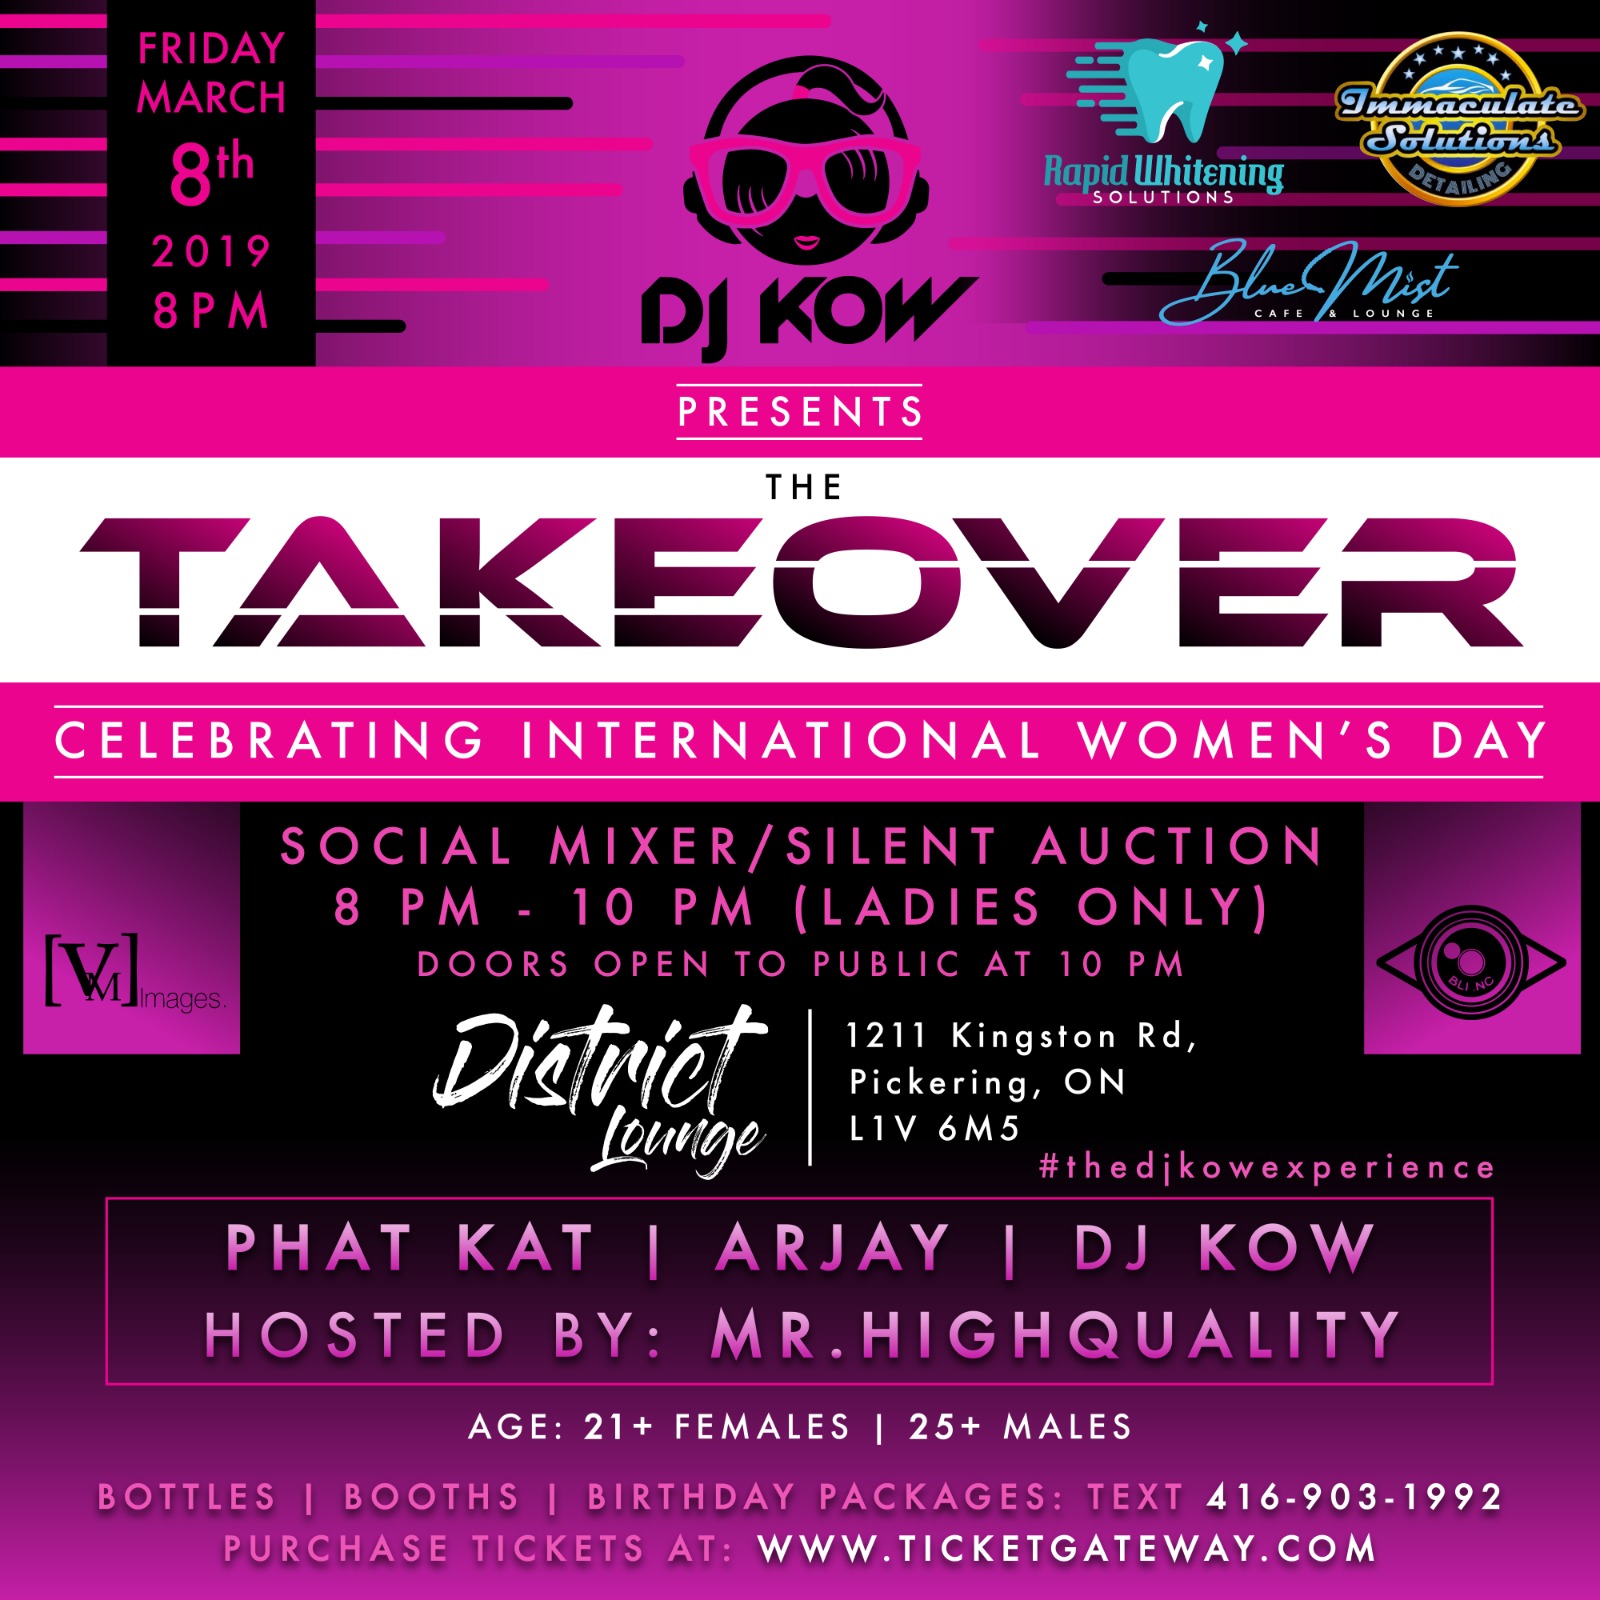 FRIDAY
MARCH
8th
2019
8PM
DJ KOW
Rapid Whitening
SOLUTIONS
Immaculate
Solutions
DETAILING
Blue Mist
CAFE & LOUNGE
PRESENTS
THE
TAKEOVER
CELEBRATING INTERNATIONAL WOMEN'S DAY
SOCIAL MIXER/SILENT AUCTION
8 PM - 10 PM (LADIES ONLY)
DOORS OPEN TO PUBLIC AT 10 PM
[VM]Images.
BLI.NC
District
Lounge
1211 Kingston Rd,
Pickering, ON
L1V 6M5
#thedjkowexperience
PHAT KAT | ARJAY | DJ KOW
HOSTED BY: MR.HIGHQUALITY
AGE: 21+ FEMALES | 25+ MALES
BOTTLES | BOOTHS | BIRTHDAY PACKAGES: TEXT 416-903-1992
PURCHASE TICKETS AT: WWW.TICKETGATEWAY.COM